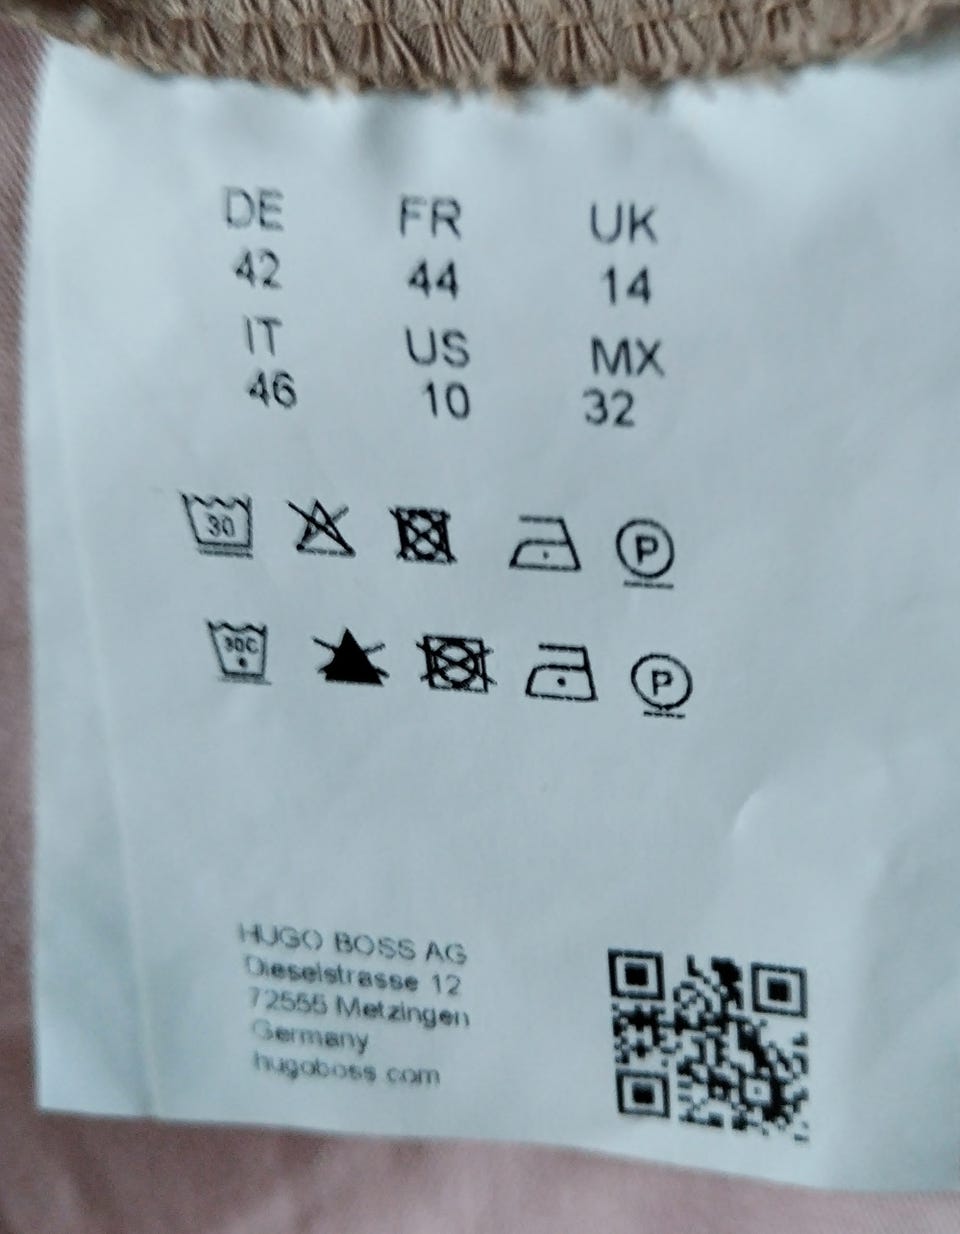 DE FR UK
42 44 14
IT US MX
46 10 32
30 P
30C P
HUGO BOSS AG
Dieselstrasse 12
72555 Metzingen
Germany
hugoboss.com